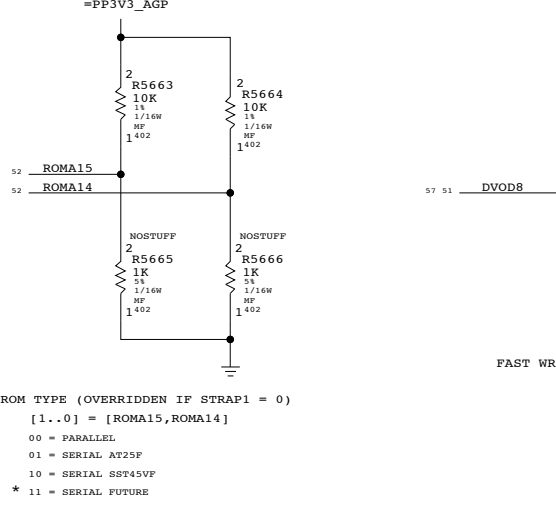 =PP3V3_AGP
2
R5663
10K
1%
1/16W
MF
402
1
2
R5664
10K
1%
1/16W
MF
402
1
52 ROMA15
52 ROMA14
57 51 DVOD8
NOSTUFF
2
R5665
1K
5%
1/16W
MF
402
1
NOSTUFF
2
R5666
1K
5%
1/16W
MF
402
1
FAST WR
ROM TYPE (OVERRIDDEN IF STRAP1 = 0)
[1..0] = [ROMA15,ROMA14]
00 = PARALLEL
01 = SERIAL AT25F
10 = SERIAL SST45VF
* 11 = SERIAL FUTURE